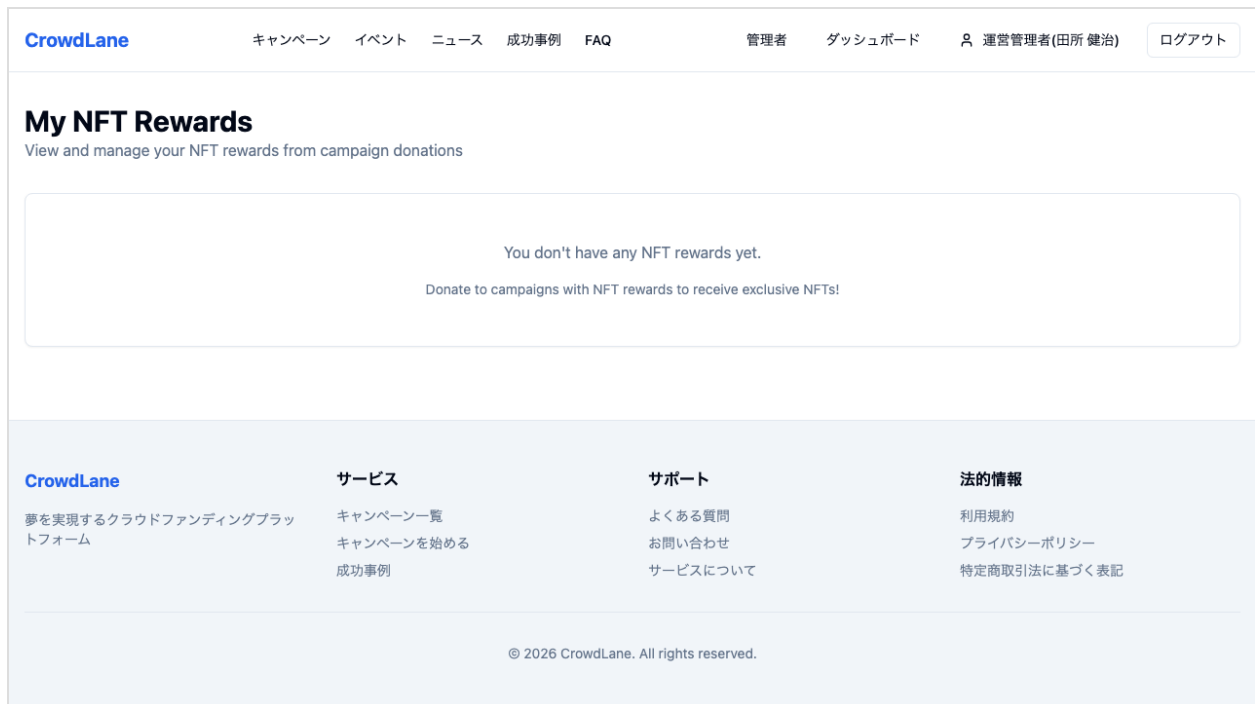 CrowdLane
キャンペーン
イベント
ニュース
成功事例
FAQ
管理者
ダッシュボード
運営管理者(田所 健治)
ログアウト
My NFT Rewards
View and manage your NFT rewards from campaign donations
You don't have any NFT rewards yet.
Donate to campaigns with NFT rewards to receive exclusive NFTs!
CrowdLane
夢を実現するクラウドファンディングプラッ
トフォーム
サービス
キャンペーン一覧
キャンペーンを始める
成功事例
サポート
よくある質問
お問い合わせ
サービスについて
法的情報
利用規約
プライバシーポリシー
特定商取引法に基づく表記
© 2026 CrowdLane. All rights reserved.